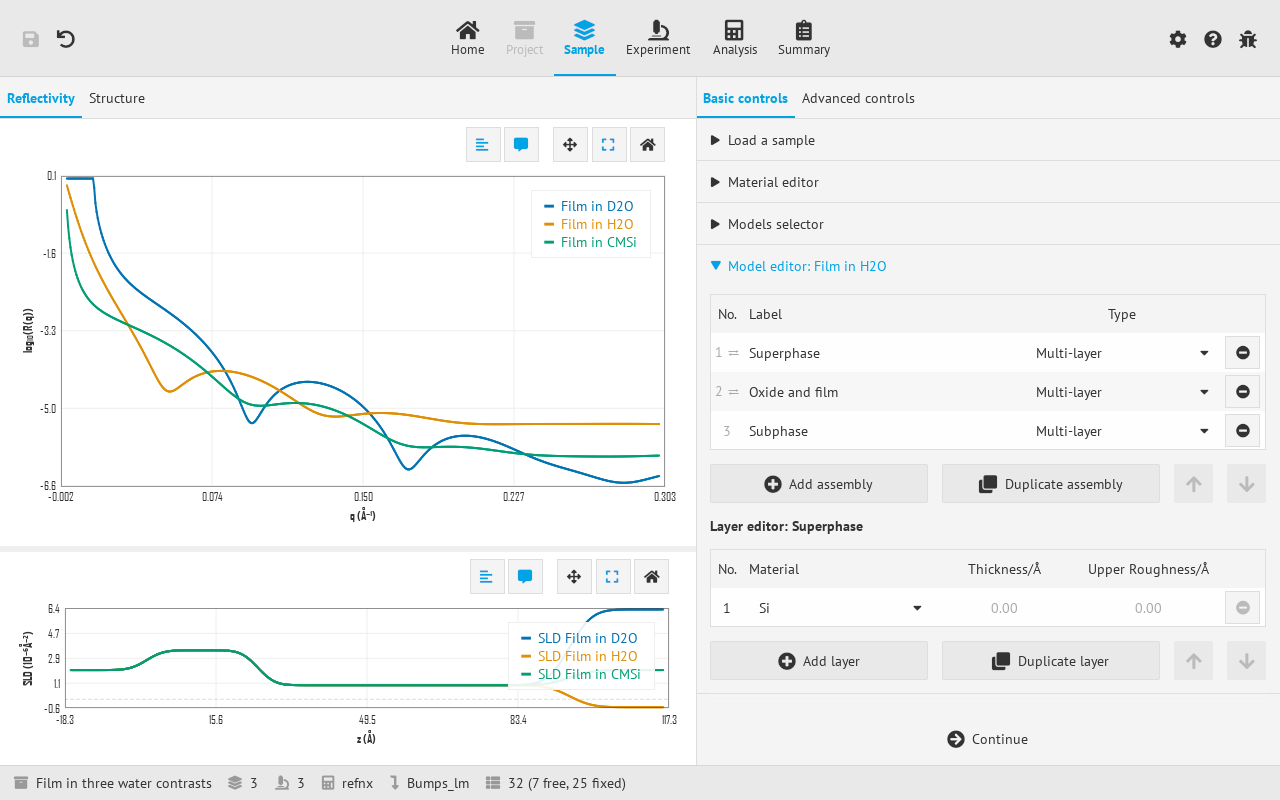 Home
Project
Sample
Experiment
Analysis
Summary
Reflectivity
Structure
0.1
-1.6
-3.3
-5.0
-6.6
log₁₀(R(q))
Film in D2O
Film in H2O
Film in CMSi
-0.002
0.074
0.150
0.227
0.303
q (Å⁻¹)
6.4
4.7
2.9
1.1
-0.6
SLD (10⁻⁶Å⁻²)
SLD Film in D2O
SLD Film in H2O
SLD Film in CMSi
-18.3
15.6
49.5
83.4
117.3
z (Å)
Basic controls
Advanced controls
Load a sample
Material editor
Models selector
Model editor: Film in H2O
No. Label Type
1 Superphase Multi-layer
2 Oxide and film Multi-layer
3 Subphase Multi-layer
Add assembly
Duplicate assembly
Layer editor: Superphase
No. Material Thickness/Å Upper Roughness/Å
1 Si 0.00 0.00
Add layer
Duplicate layer
Continue
Film in three water contrasts 3 3 refnx Bumps_lm 32 (7 free, 25 fixed)